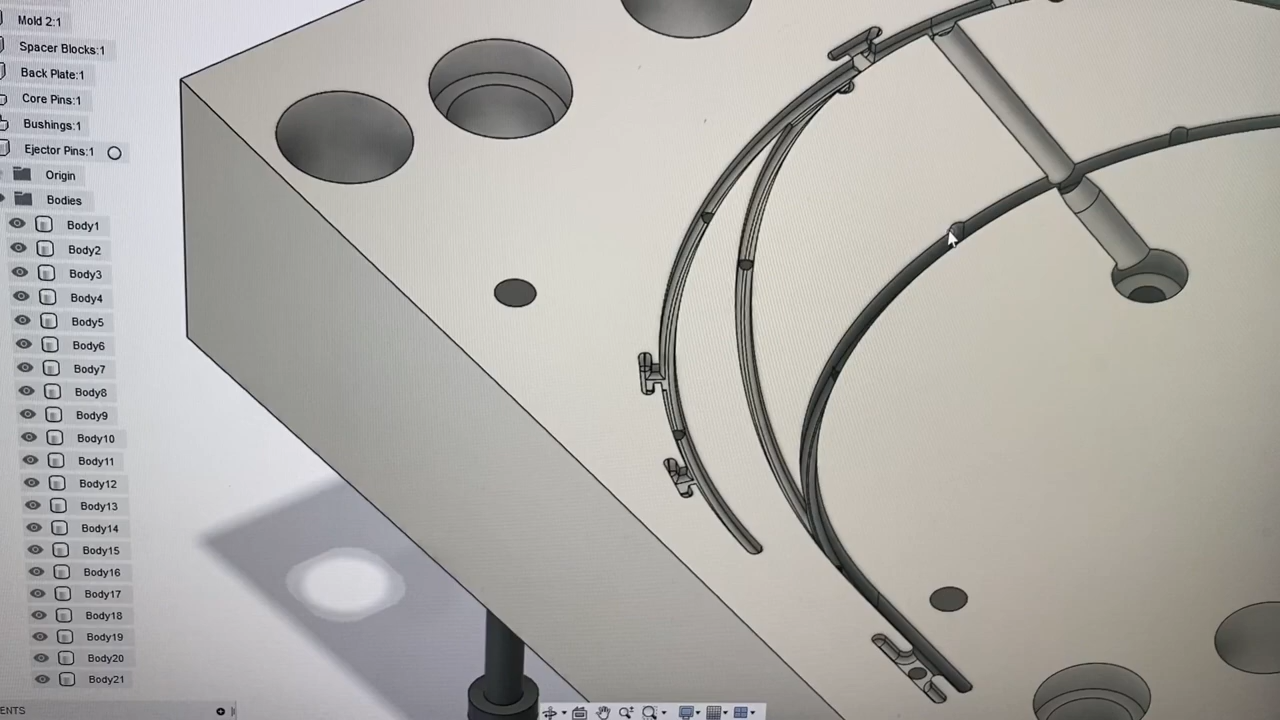 Mold 2:1
Spacer Blocks:1
Back Plate:1
Core Pins:1
Bushings:1
Ejector Pins:1
Origin
Bodies
Body1
Body2
Body3
Body4
Body5
Body6
Body7
Body8
Body9
Body10
Body11
Body12
Body13
Body14
Body15
Body16
Body17
Body18
Body19
Body20
Body21
ENTS